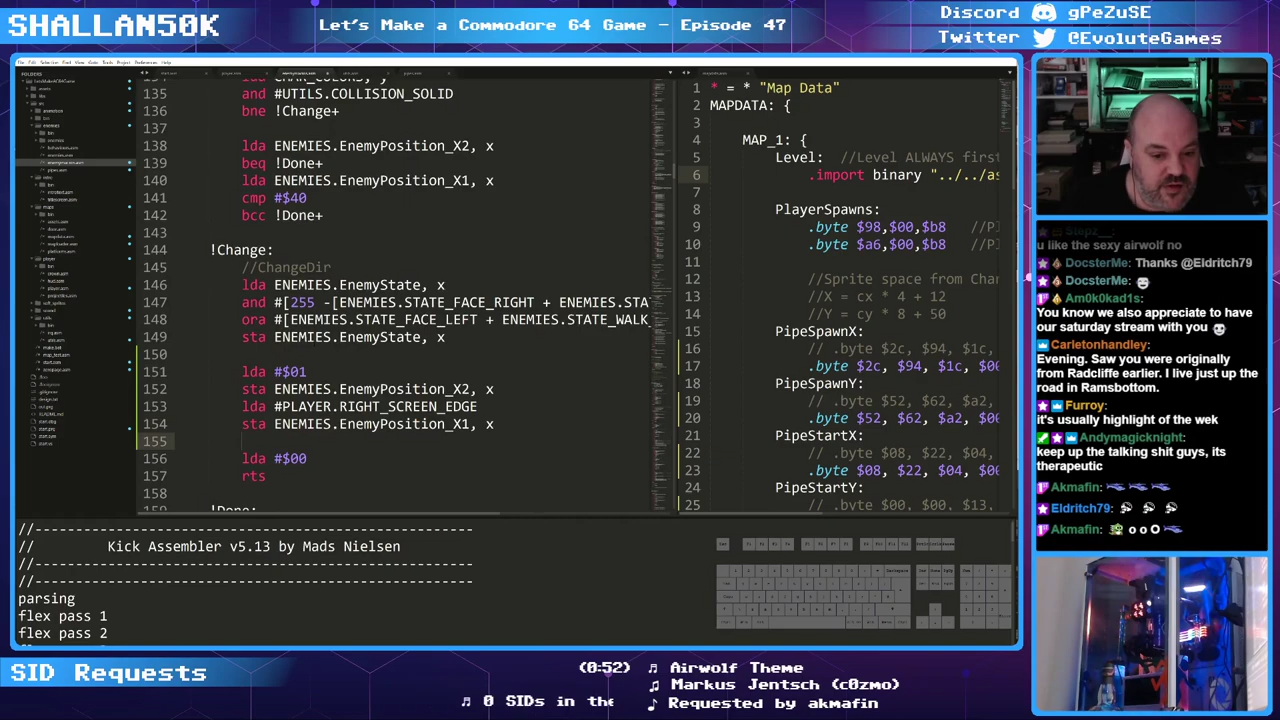 SHALLAN50K
Let's Make a Commodore 64 Game - Episode 47
Discord gPeZuSE
Twitter @EvoluteGames
FOLDERS
135 and #UTILS.COLLISION_SOLID
136 bne !Change+
137
138 lda ENEMIES.EnemyPosition_X2, x
139 beq !Done+
140 lda ENEMIES.EnemyPosition_X1, x
141 cmp #$40
142 bcc !Done+
143
144 !Change:
145 //ChangeDir
146 lda ENEMIES.EnemyState, x
147 and #[255 -[ENEMIES.STATE_FACE_RIGHT + ENEMIES.STA
148 ora #[ENEMIES.STATE_FACE_LEFT + ENEMIES.STATE_WALK_
149 sta ENEMIES.EnemyState, x
150
151 lda #$01
152 sta ENEMIES.EnemyPosition_X2, x
153 lda #PLAYER.RIGHT_SCREEN_EDGE
154 sta ENEMIES.EnemyPosition_X1, x
155
156 lda #$00
157 rts
158
159 !Done:
1 * = * "Map Data"
2 MAPDATA: {
3
4 MAP_1: {
5 Level: //Level ALWAYS first
6 .import binary "../../as
7
8 PlayerSpawns:
9 .byte $98,$00,$b8 //Pl
10 .byte $a6,$00,$b8 //Pl
11
12 //Sprite space from Char
13 //X = cx * 4 + 12
14 //Y = cy * 8 + 50
15 PipeSpawnX:
16 // .byte $2c, $94, $1c,
17 .byte $2c, $94, $1c, $00
18 PipeSpawnY:
19 // .byte $52, $62, $a2,
20 .byte $52, $62, $a2, $00
21 PipeStartX:
22 // .byte $08, $22, $04,
23 .byte $08, $22, $04, $00
24 PipeStartY:
25 // .byte $00, $00, $13,
//-------------------------------------------------
// Kick Assembler v5.13 by Mads Nielsen
//-------------------------------------------------
//-------------------------------------------------
parsing
flex pass 1
flex pass 2
u like the sexy airwolf no
DocsterMe: Thanks @Eldritch79
DocsterMe:
Am0k0kad1s:
You know we also appreciate to have
our saturday stream with you
Carletonhandley:
Evening. Saw you were originally
from Radcliffe earlier. I live just up the
road in Ramsbottom.
Furroy:
it's usually highlight of the week
Andymagicknight:
keep up the talking shit guys, its
therapeutic
Akmafin:
Eldritch79:
Akmafin: o o O
SID Requests
(0:52) ♫ Airwolf Theme
♫ Markus Jentsch (c0zmo)
♫ 0 SIDs in the ♪ Requested by akmafin